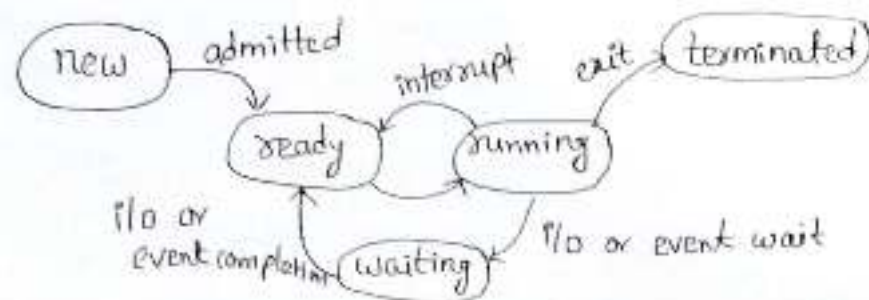 new
admitted
interrupt
exit
terminated
ready
running
i/o or
event completion
waiting
i/o or event wait